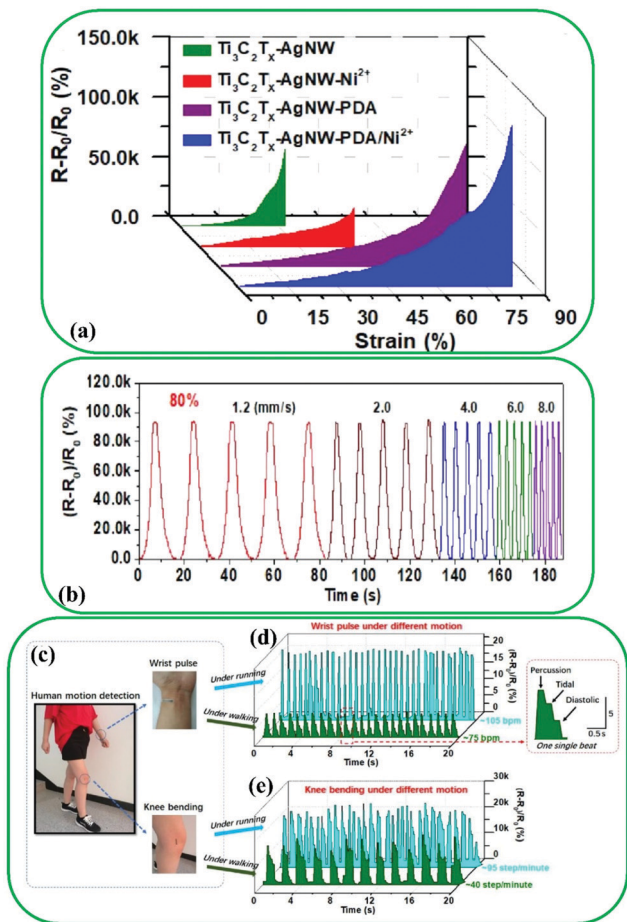 150.0k
100.0k
50.0k
0.0
R-R₀/R₀ (%)
Ti₃C₂Tₓ-AgNW
Ti₃C₂Tₓ-AgNW-Ni²⁺
Ti₃C₂Tₓ-AgNW-PDA
Ti₃C₂Tₓ-AgNW-PDA/Ni²⁺
0 15 30 45 60 75 90
Strain (%)
(a)
120.0k
100.0k
80.0k
60.0k
40.0k
20.0k
0.0
(R-R₀)/R₀ (%)
80% 1.2 (mm/s) 2.0 4.0 6.0 8.0
0 20 40 60 80 100 120 140 160 180
Time (s)
(b)
(c)
Human motion detection
Wrist pulse
Knee bending
Under running
Under walking
Under running
Under walking
(d)
Wrist pulse under different motion
20
15
10
5
0
(R-R₀)/R₀ (%)
~105 bpm
~75 bpm
0 4 8 12 16 20
Time (s)
Percussion
Tidal
Diastolic
5
0.5s
One single beat
(e)
Knee bending under different motion
30k
20k
10k
0
(R-R₀)/R₀ (%)
~85 step/minute
~40 step/minute
0 4 8 12 16 20
Time (s)